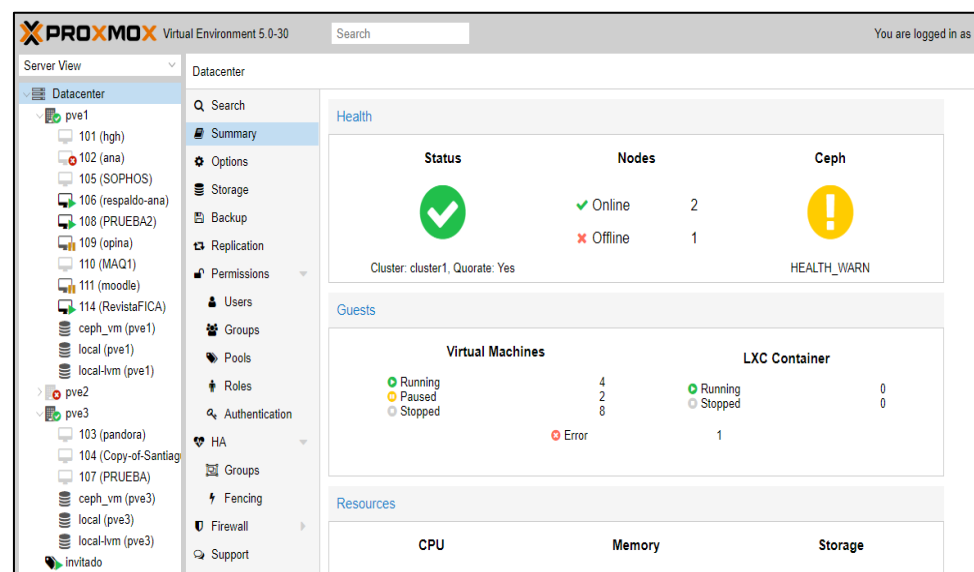 PROXMOX Virtual Environment 5.0-30 Search You are logged in as
Server View
Datacenter
pve1
101 (hgh)
102 (ana)
105 (SOPHOS)
106 (respaldo-ana)
108 (PRUEBA2)
109 (opina)
110 (MAQ1)
111 (moodle)
114 (RevistaFICA)
ceph_vm (pve1)
local (pve1)
local-lvm (pve1)
pve2
pve3
103 (pandora)
104 (Copy-of-Santiag
107 (PRUEBA)
ceph_vm (pve3)
local (pve3)
local-lvm (pve3)
invitado
Datacenter
Search
Summary
Options
Storage
Backup
Replication
Permissions
Users
Groups
Pools
Roles
Authentication
HA
Groups
Fencing
Firewall
Support
Health
Status
Cluster: cluster1, Quorate: Yes
Nodes
Online 2
Offline 1
Ceph
HEALTH_WARN
Guests
Virtual Machines
Running 4
Paused 2
Stopped 8
LXC Container
Running 0
Stopped 0
Error 1
Resources
CPU Memory Storage